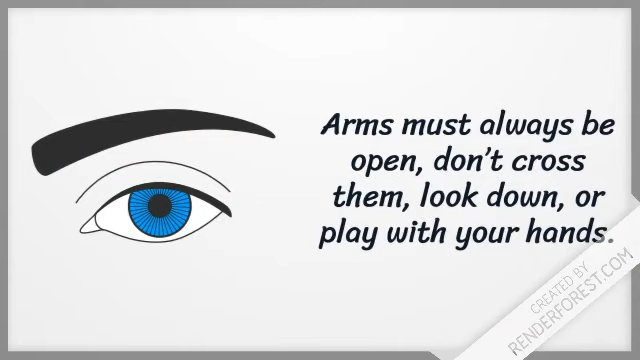 Arms must always be
open, don't cross
them, look down, or
play with your hands.
CREATED BY
RENDERFOREST.COM